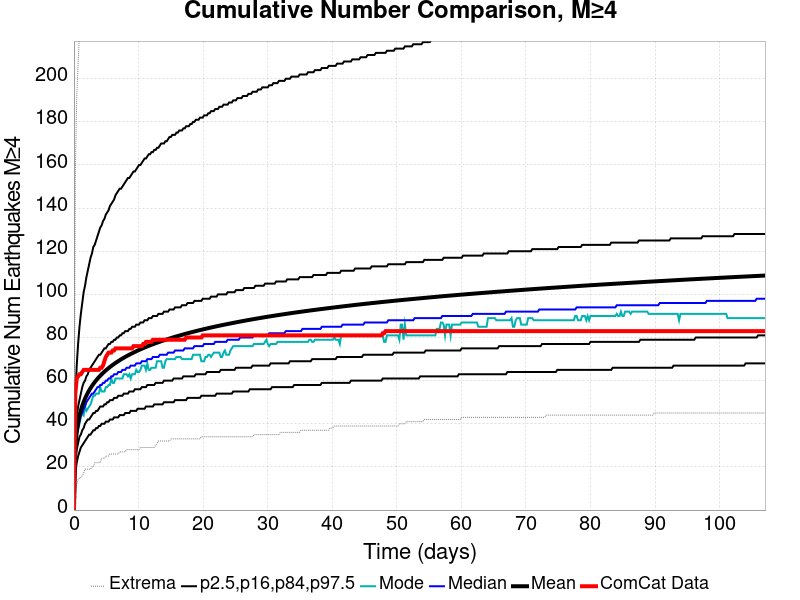 Cumulative Number Comparison, M≥4
Cumulative Num Earthquakes M≥4
200
180
160
140
120
100
80
60
40
20
0
0 10 20 30 40 50 60 70 80 90 100
Time (days)
Extrema p2.5,p16,p84,p97.5 Mode Median Mean ComCat Data